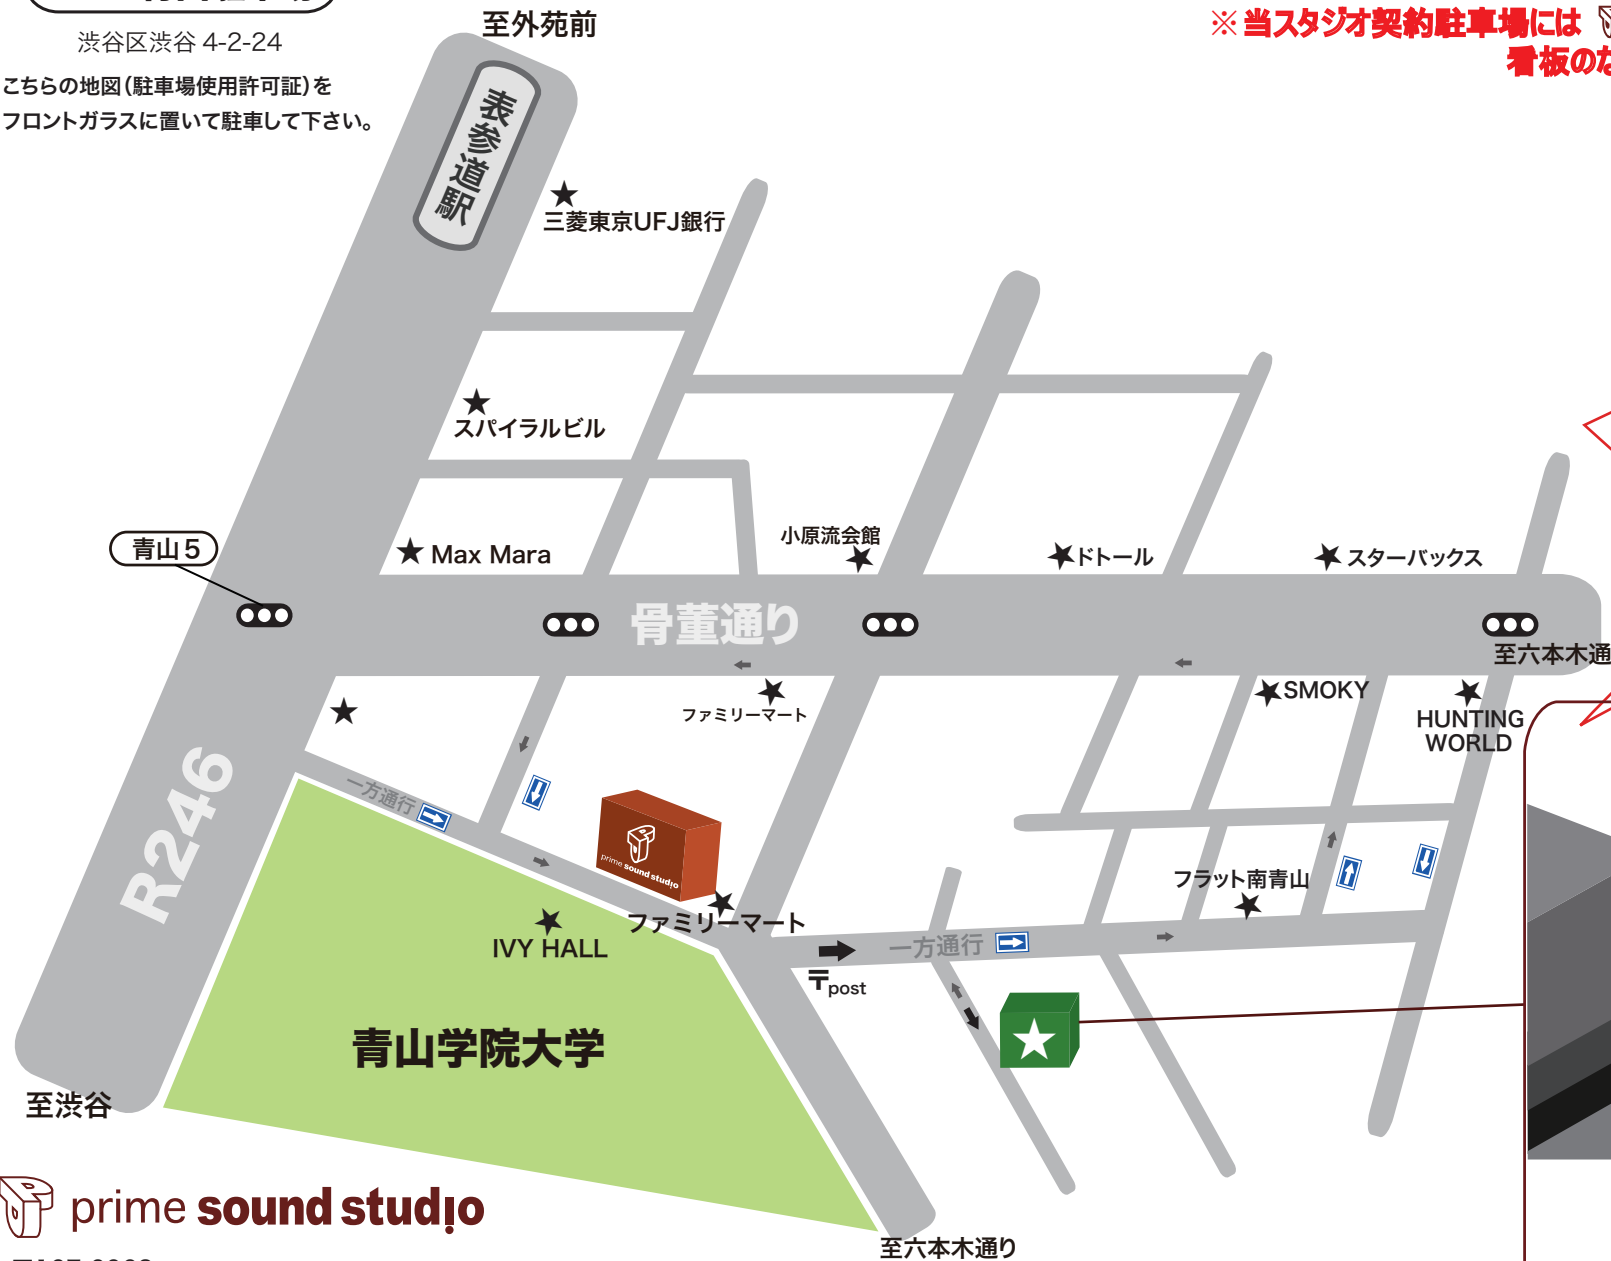 渋谷区渋谷 4-2-24
こちらの地図(駐車場使用許可証)を
フロントガラスに置いて駐車して下さい。
至外苑前
※当スタジオ契約駐車場には
看板のな
表参道駅
三菱東京UFJ銀行
スパイラルビル
青山5
Max Mara
小原流会館
ドトール
スターバックス
骨董通り
至六本木通
ファミリーマート
SMOKY
HUNTING
WORLD
R246
一方通行
prime sound studio
ファミリーマート
IVY HALL
フラット南青山
一方通行
〒post
青山学院大学
至渋谷
至六本木通り
prime sound studio